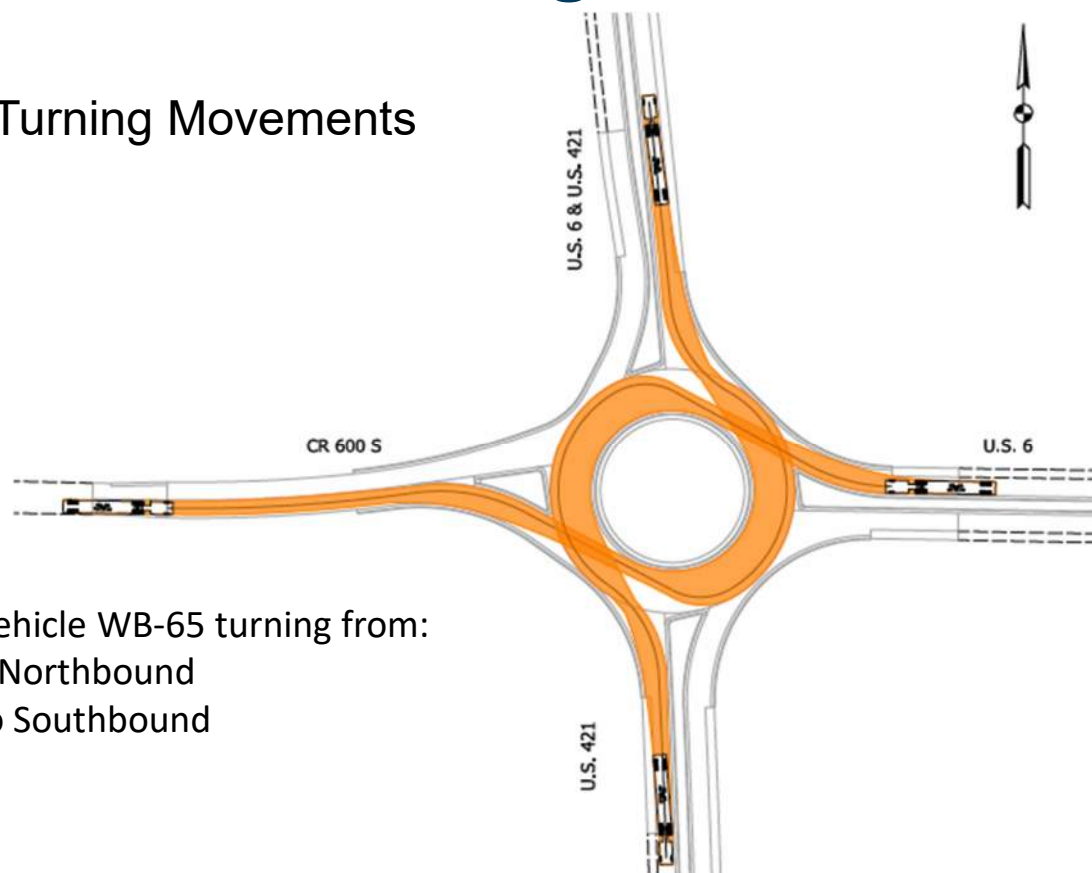 Turning Movements
U.S. 6 & U.S. 421
CR 600 S
U.S. 6
ehicle WB-65 turning from:
Northbound
o Southbound
U.S. 421